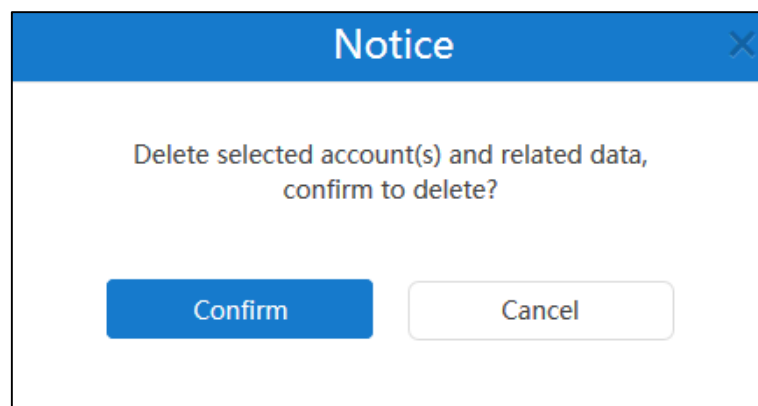 Notice
Delete selected account(s) and related data,
confirm to delete?
Confirm
Cancel